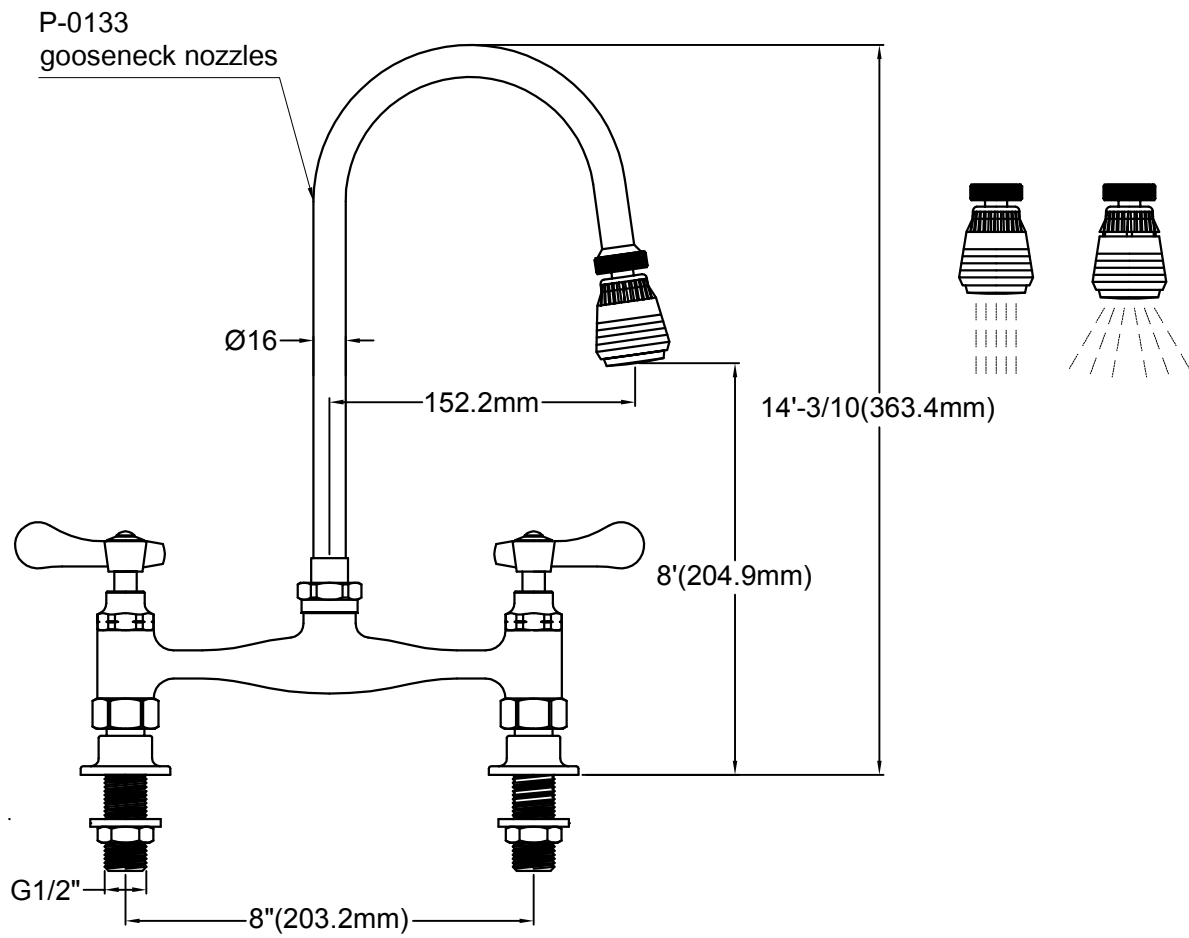 P-0133
gooseneck nozzles
Ø16
152.2mm
14'-3/10(363.4mm)
8'(204.9mm)
G1/2"
8"(203.2mm)